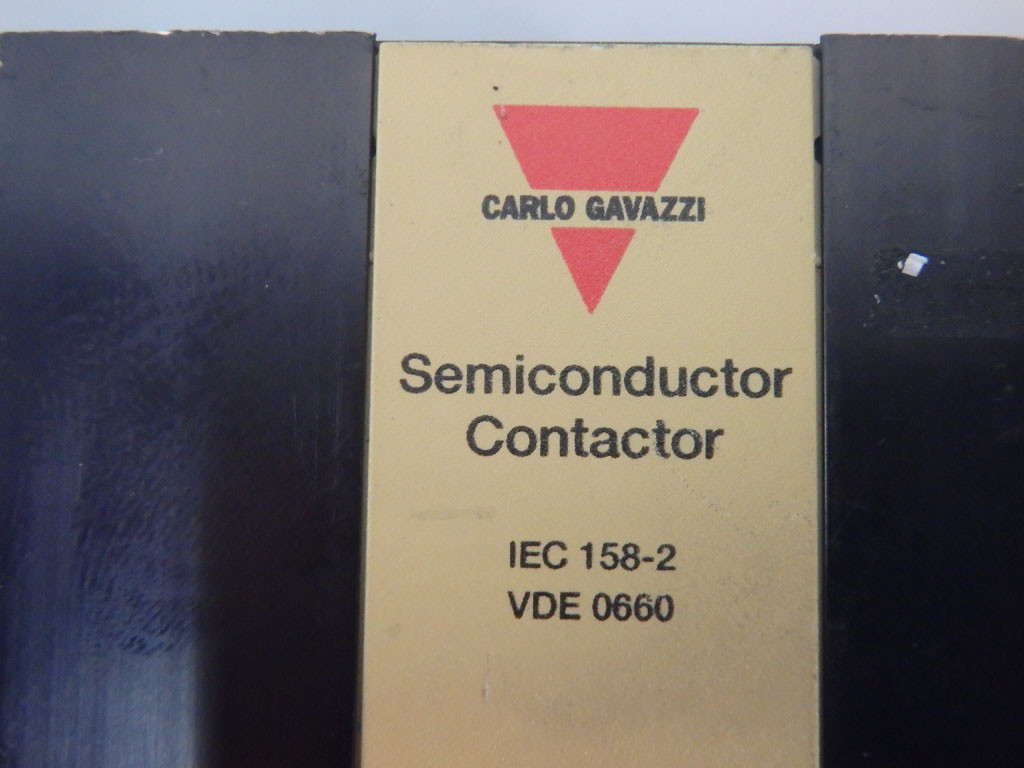 CARLO GAVAZZI
Semiconductor
Contactor
IEC 158-2
VDE 0660